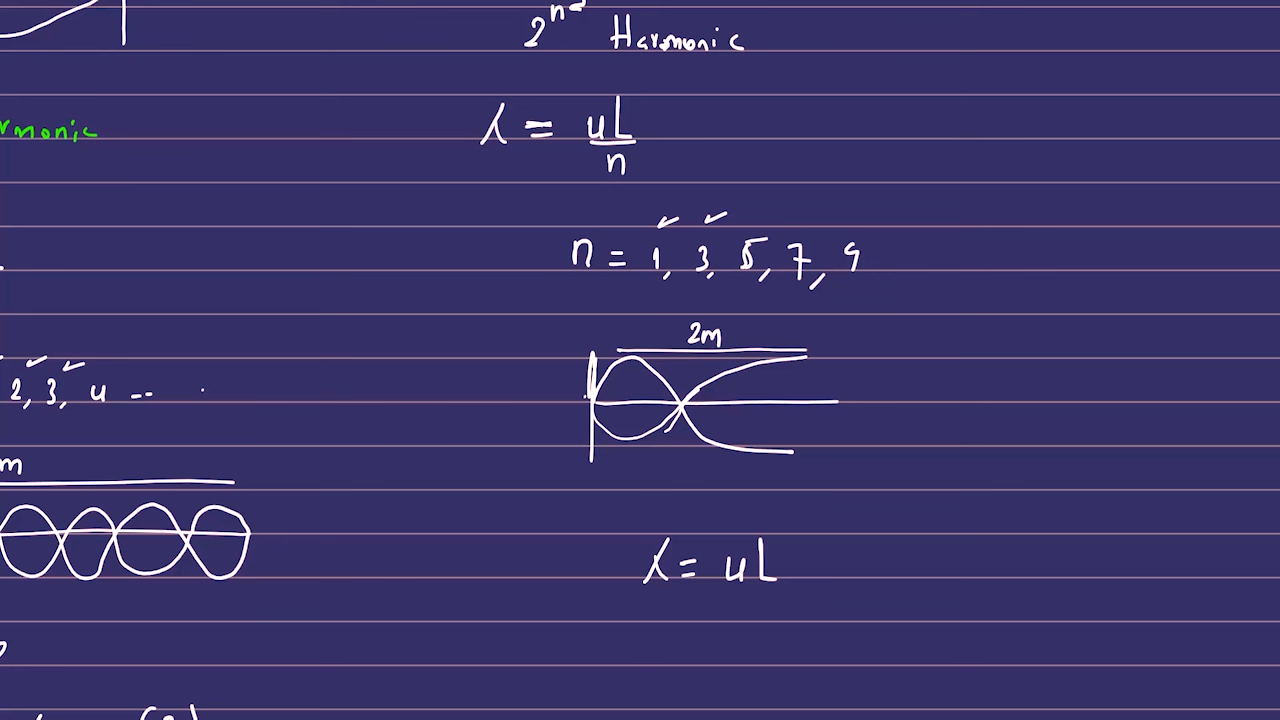 2nd Harmonic
rmonic
λ = 4L/n
n = 1, 3, 5, 7, 9
2, 3, 4 --
2m
m
λ = 4L